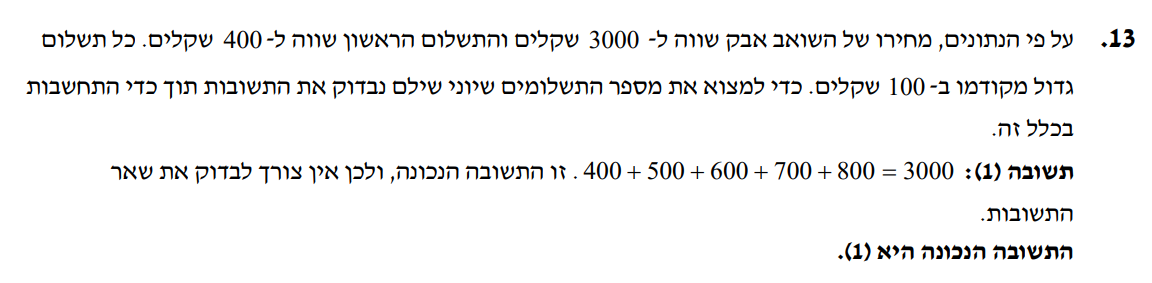 13. על פי הנתונים, מחירו של השואב אבק שווה ל- 3000 שקלים והתשלום הראשון שווה ל-400 שקלים. כל תשלום
גדול מקודמו ב-100 שקלים. כדי למצוא את מספר התשלומים שיוני שילם נבדוק את התשובות תוך כדי התחשבות
בכלל זה.
תשובה (1): 400 + 500 + 600 + 700 + 800 = 3000 . זו התשובה הנכונה, ולכן אין צורך לבדוק את שאר
התשובות.
התשובה הנכונה היא (1).